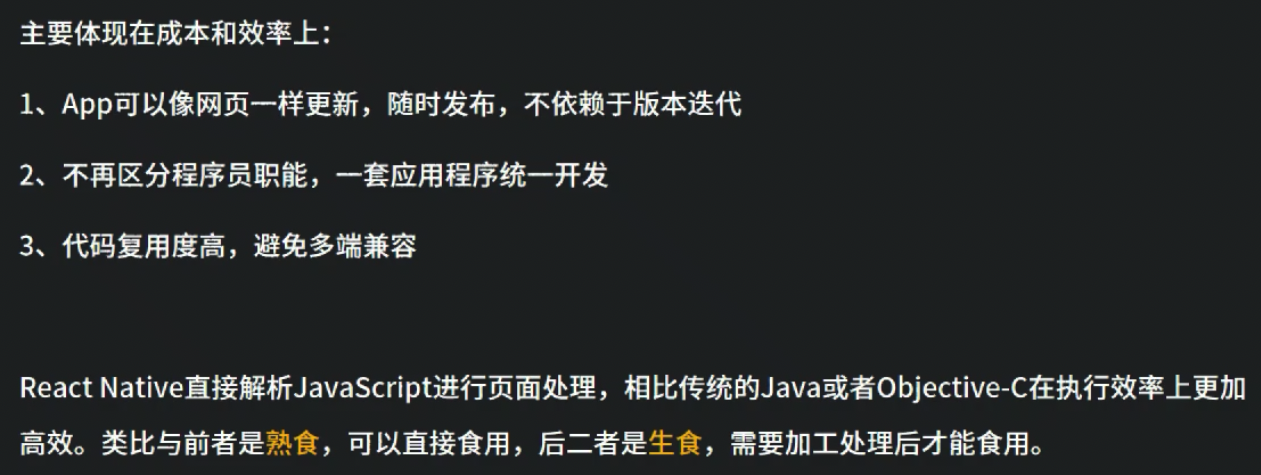 主要体现在成本和效率上：
1、App可以像网页一样更新，随时发布，不依赖于版本迭代
2、不再区分程序员职能，一套应用程序统一开发
3、代码复用度高，避免多端兼容
React Native直接解析JavaScript进行页面处理，相比传统的Java或者Objective-C在执行效率上更加
高效。类比与前者是熟食，可以直接食用，后二者是生食，需要加工处理后才能食用。